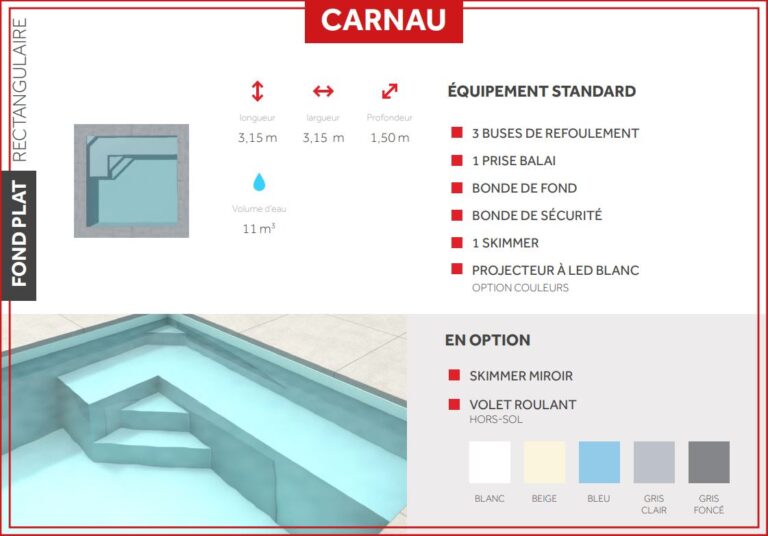 CARNAU
RECTANGULAIRE
FOND PLAT
longueur
3,15 m
largueur
3,15 m
Profondeur
1,50 m
Volume d'eau
11 m³
ÉQUIPEMENT STANDARD
3 BUSES DE REFOULEMENT
1 PRISE BALAI
BONDE DE FOND
BONDE DE SÉCURITÉ
1 SKIMMER
PROJECTEUR À LED BLANC
OPTION COULEURS
EN OPTION
SKIMMER MIROIR
VOLET ROULANT
HORS-SOL
BLANC
BEIGE
BLEU
GRIS
CLAIR
GRIS
FONCÉ